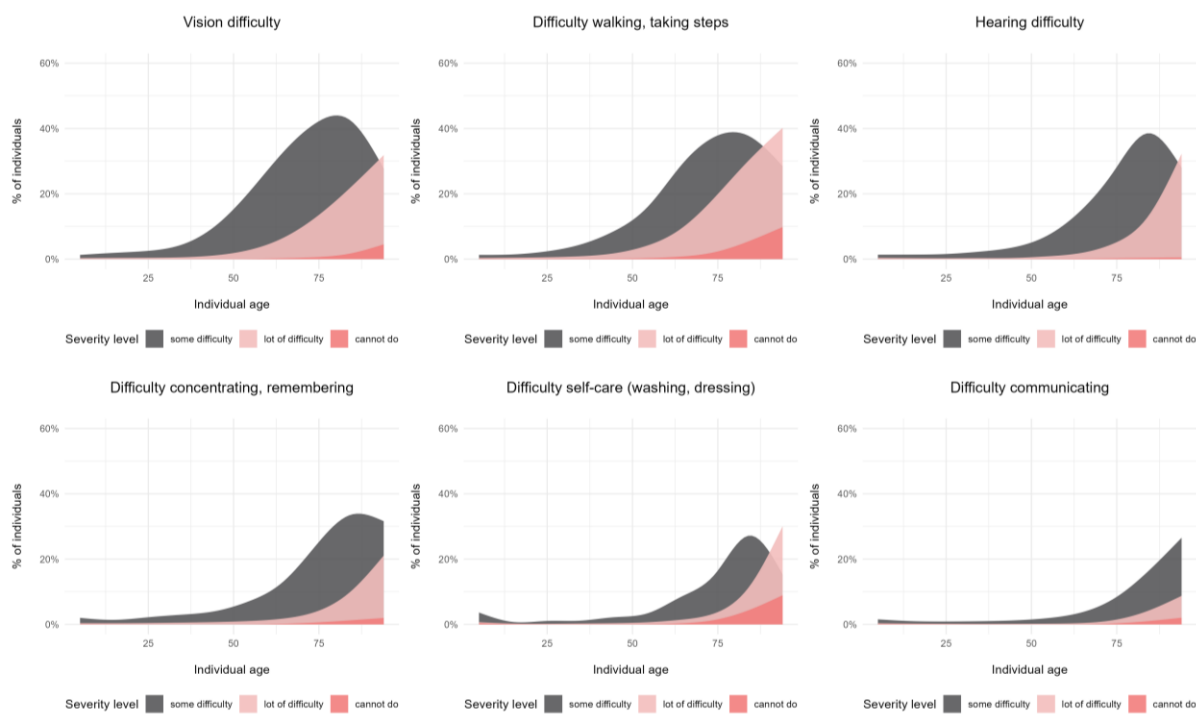 Vision difficulty
60%
40%
20%
0%
% of individuals
25 50 75
Individual age
Severity level some difficulty lot of difficulty cannot do
Difficulty walking, taking steps
60%
40%
20%
0%
% of individuals
25 50 75
Individual age
Severity level some difficulty lot of difficulty cannot do
Hearing difficulty
60%
40%
20%
0%
% of individuals
25 50 75
Individual age
Severity level some difficulty lot of difficulty cannot do
Difficulty concentrating, remembering
60%
40%
20%
0%
% of individuals
25 50 75
Individual age
Severity level some difficulty lot of difficulty cannot do
Difficulty self-care (washing, dressing)
60%
40%
20%
0%
% of individuals
25 50 75
Individual age
Severity level some difficulty lot of difficulty cannot do
Difficulty communicating
60%
40%
20%
0%
% of individuals
25 50 75
Individual age
Severity level some difficulty lot of difficulty cannot do